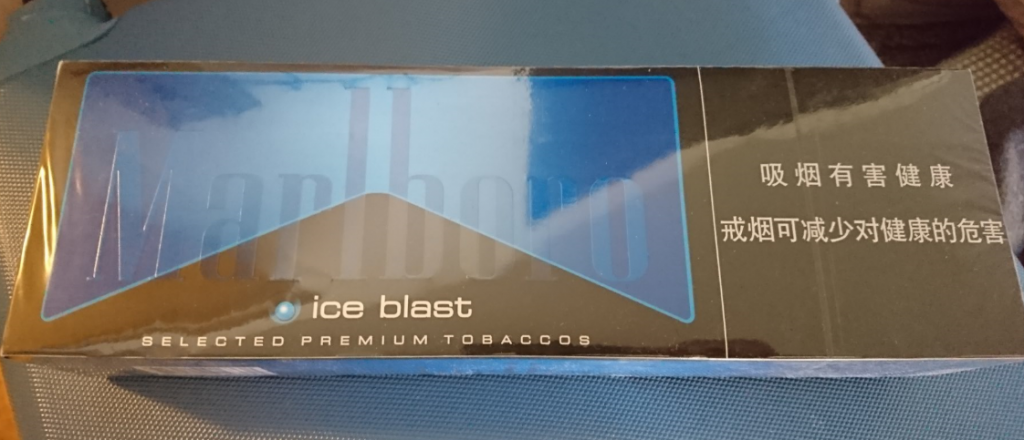 Marlboro
ice blast
SELECTED PREMIUM TOBACCOS
吸烟有害健康
戒烟可减少对健康的危害